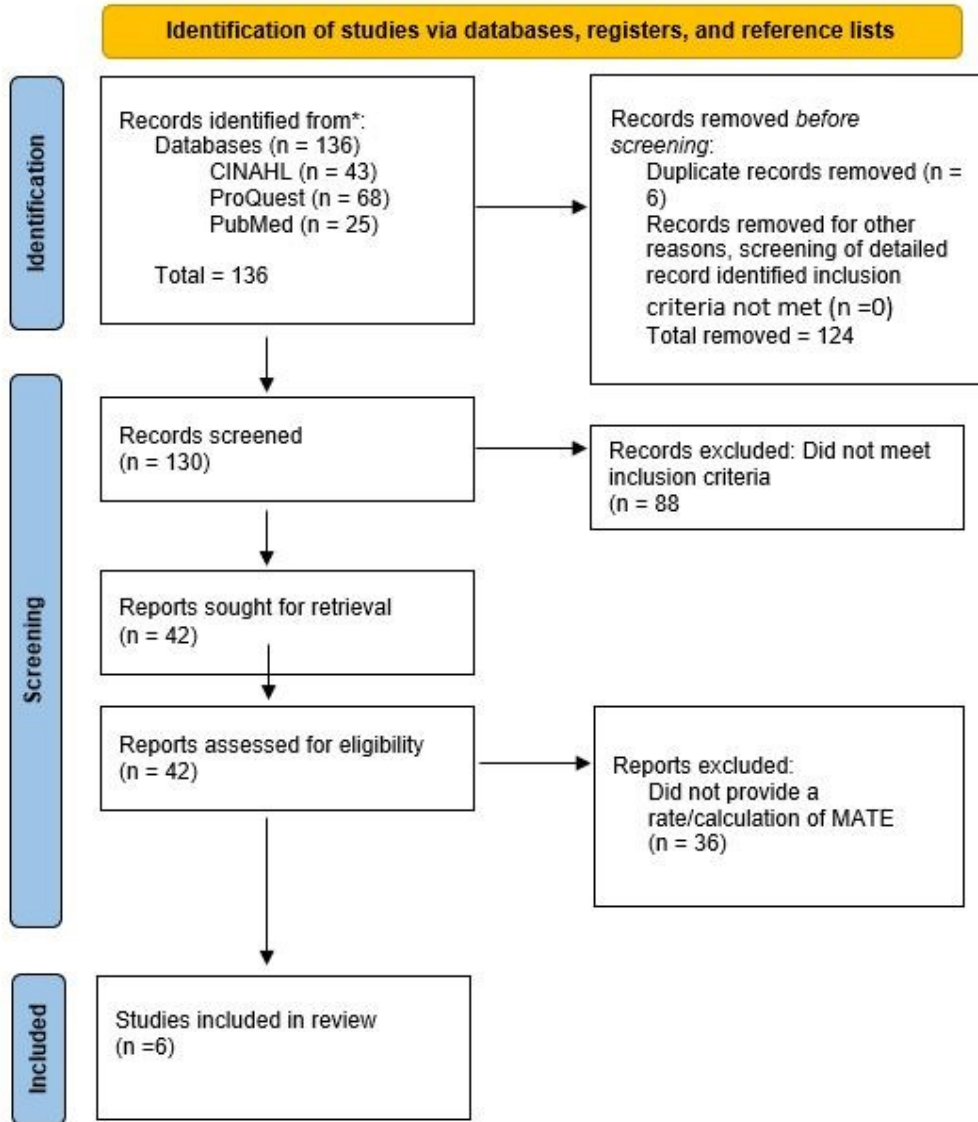 Identification of studies via databases, registers, and reference lists
Identification
Records identified from*:
Databases (n = 136)
CINAHL (n = 43)
ProQuest (n = 68)
PubMed (n = 25)
Total = 136
Records removed before
screening:
Duplicate records removed (n =
6)
Records removed for other
reasons, screening of detailed
record identified inclusion
criteria not met (n =0)
Total removed = 124
Screening
Records screened
(n = 130)
Records excluded: Did not meet
inclusion criteria
(n = 88
Reports sought for retrieval
(n = 42)
Reports assessed for eligibility
(n = 42)
Reports excluded:
Did not provide a
rate/calculation of MATE
(n = 36)
Included
Studies included in review
(n =6)